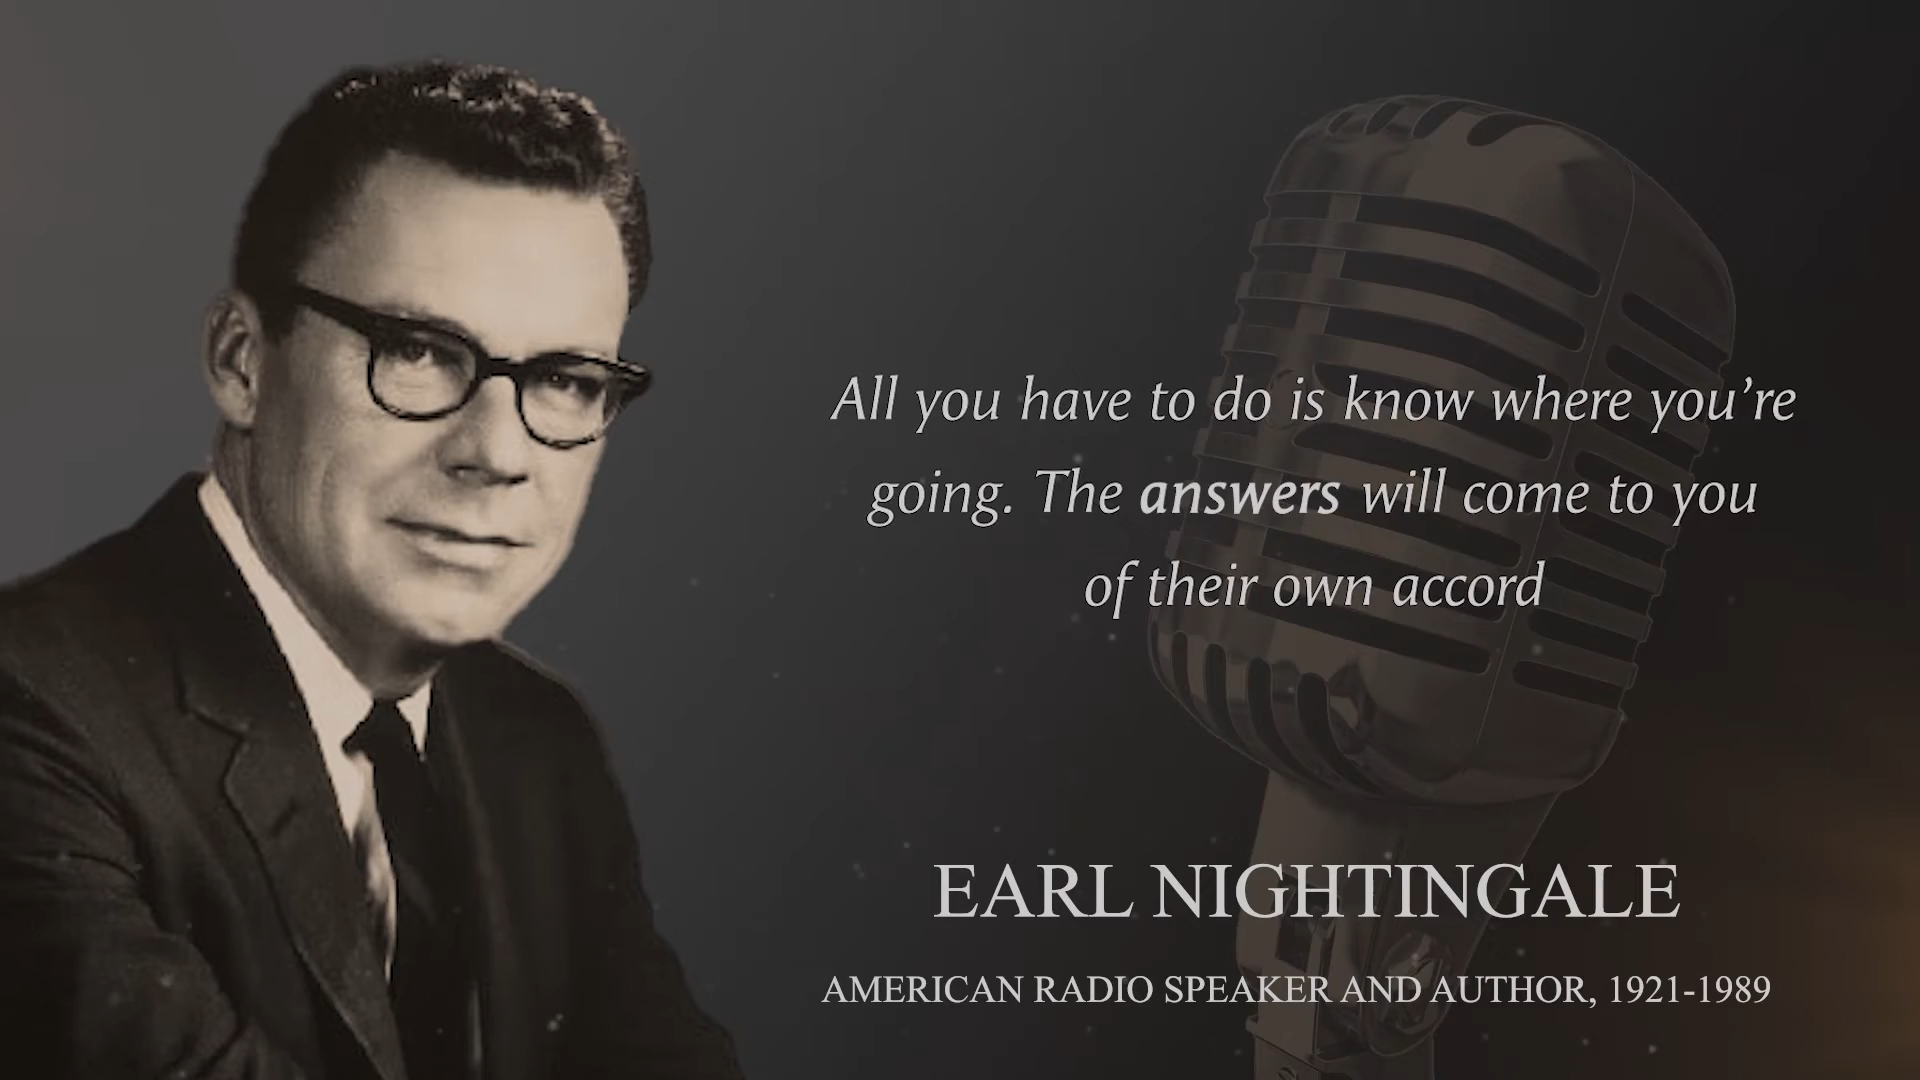 All you have to do is know where you’re
going. The answers will come to you
of their own accord
EARL NIGHTINGALE
AMERICAN RADIO SPEAKER AND AUTHOR, 1921-1989